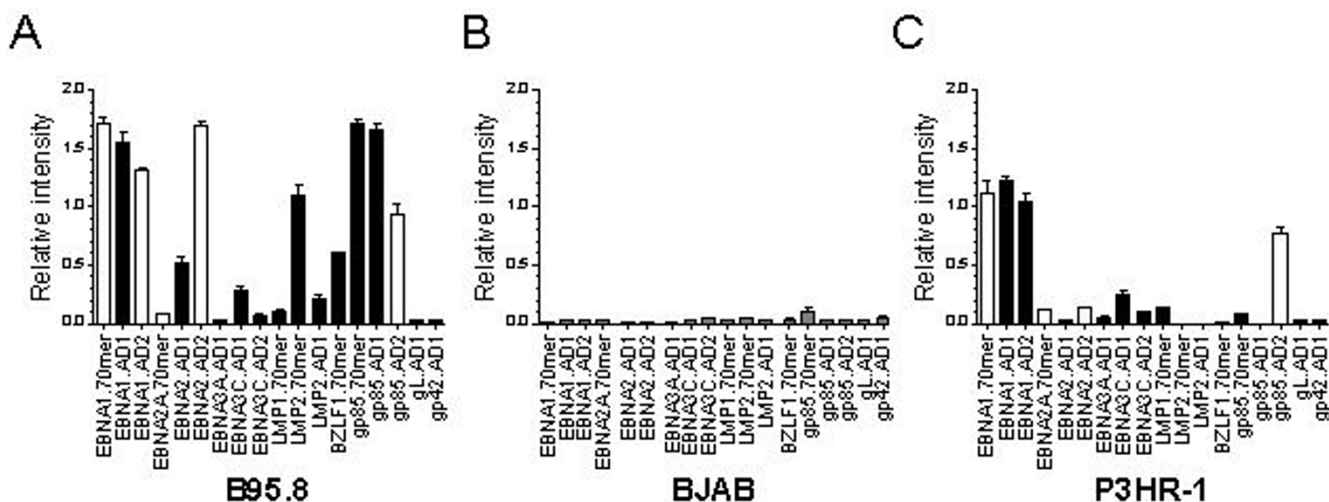 A
Relative intensity
2.0
1.5
1.0
0.5
0.0
EBNA1.70mer
EBNA1.AD1
EBNA1.AD2
EBNA2A.70mer
EBNA2.AD1
EBNA2.AD2
EBNA3A.AD1
EBNA3C.AD1
EBNA3C.AD2
LMP1.70mer
LMP2.70mer
LMP2.AD1
BZLF1.70mer
gp85.70mer
gp85.AD1
gp85.AD2
gL.AD1
gp42.AD1
B95.8
B
Relative intensity
2.0
1.5
1.0
0.5
0.0
EBNA1.70mer
EBNA1.AD1
EBNA1.AD2
EBNA2A.70mer
EBNA2.AD1
EBNA2.AD2
EBNA3A.AD1
EBNA3C.AD1
EBNA3C.AD2
LMP1.70mer
LMP2.70mer
LMP2.AD1
BZLF1.70mer
gp85.70mer
gp85.AD1
gp85.AD2
gL.AD1
gp42.AD1
BJAB
C
Relative intensity
2.0
1.5
1.0
0.5
0.0
EBNA1.70mer
EBNA1.AD1
EBNA1.AD2
EBNA2A.70mer
EBNA2.AD1
EBNA2.AD2
EBNA3A.AD1
EBNA3C.AD1
EBNA3C.AD2
LMP1.70mer
LMP2.70mer
LMP2.AD1
BZLF1.70mer
gp85.70mer
gp85.AD1
gp85.AD2
gL.AD1
gp42.AD1
P3HR-1